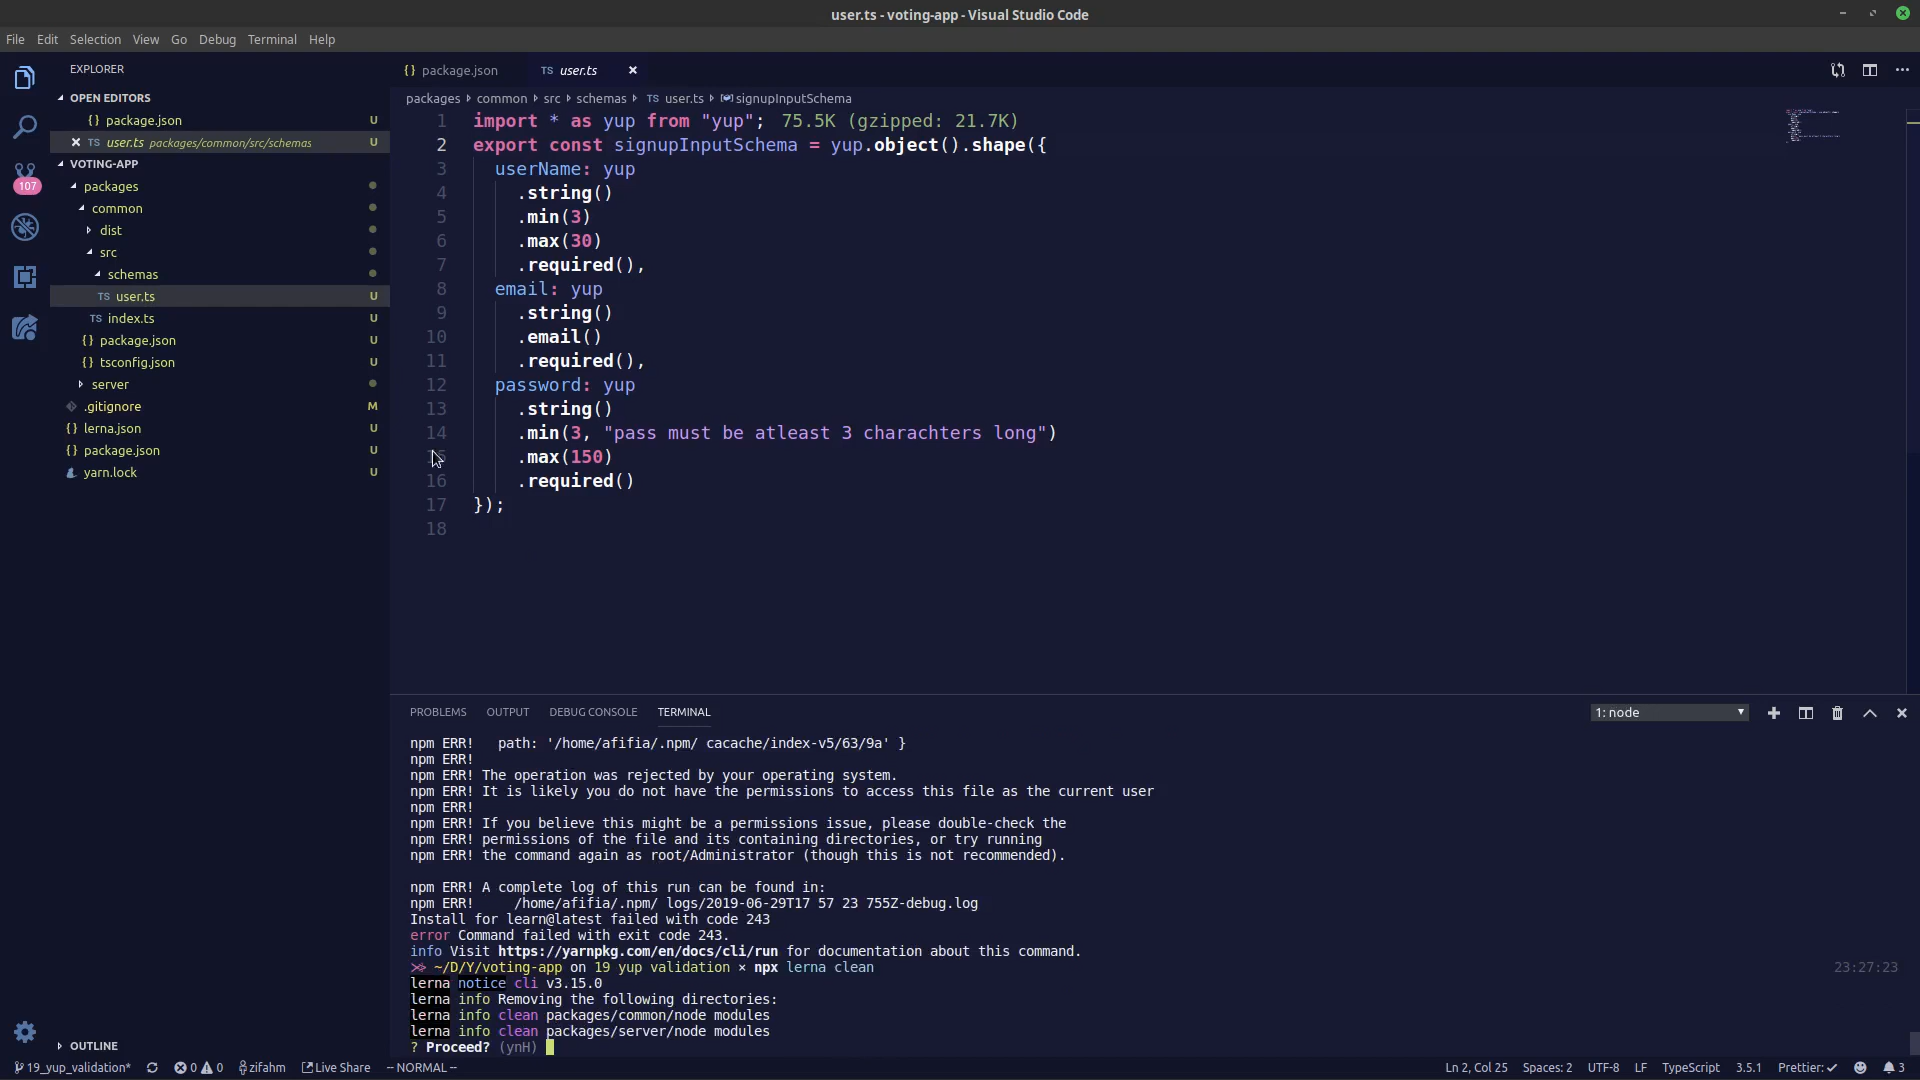 user.ts - voting-app - Visual Studio Code
File Edit Selection View Go Debug Terminal Help
EXPLORER
OPEN EDITORS
{} package.json U
TS user.ts packages/common/src/schemas U
VOTING-APP
packages
common
dist
src
schemas
TS user.ts U
TS index.ts U
{} package.json U
{} tsconfig.json U
server
.gitignore M
{} lerna.json U
{} package.json U
yarn.lock U
OUTLINE
107
{} package.json TS user.ts
packages common src schemas TS user.ts signupInputSchema
1 import * as yup from "yup"; 75.5K (gzipped: 21.7K)
2 export const signupInputSchema = yup.object().shape({
3 userName: yup
4 .string()
5 .min(3)
6 .max(30)
7 .required(),
8 email: yup
9 .string()
10 .email()
11 .required(),
12 password: yup
13 .string()
14 .min(3, "pass must be atleast 3 charachters long")
.max(150)
16 .required()
17 });
18
PROBLEMS OUTPUT DEBUG CONSOLE TERMINAL 1: node
npm ERR! path: '/home/afifia/.npm/ cacache/index-v5/63/9a' }
npm ERR!
npm ERR! The operation was rejected by your operating system.
npm ERR! It is likely you do not have the permissions to access this file as the current user
npm ERR!
npm ERR! If you believe this might be a permissions issue, please double-check the
npm ERR! permissions of the file and its containing directories, or try running
npm ERR! the command again as root/Administrator (though this is not recommended).
npm ERR! A complete log of this run can be found in:
npm ERR! /home/afifia/.npm/ logs/2019-06-29T17 57 23 755Z-debug.log
Install for learn@latest failed with code 243
error Command failed with exit code 243.
info Visit https://yarnpkg.com/en/docs/cli/run for documentation about this command.
~/D/Y/voting-app on 19 yup validation × npx lerna clean 23:27:23
lerna notice cli v3.15.0
lerna info Removing the following directories:
lerna info clean packages/common/node modules
lerna info clean packages/server/node modules
? Proceed? (ynH)
19_yup_validation* 0 0 zifahm Live Share -- NORMAL -- Ln 2, Col 25 Spaces: 2 UTF-8 LF TypeScript 3.5.1 Prettier: ✓ 3